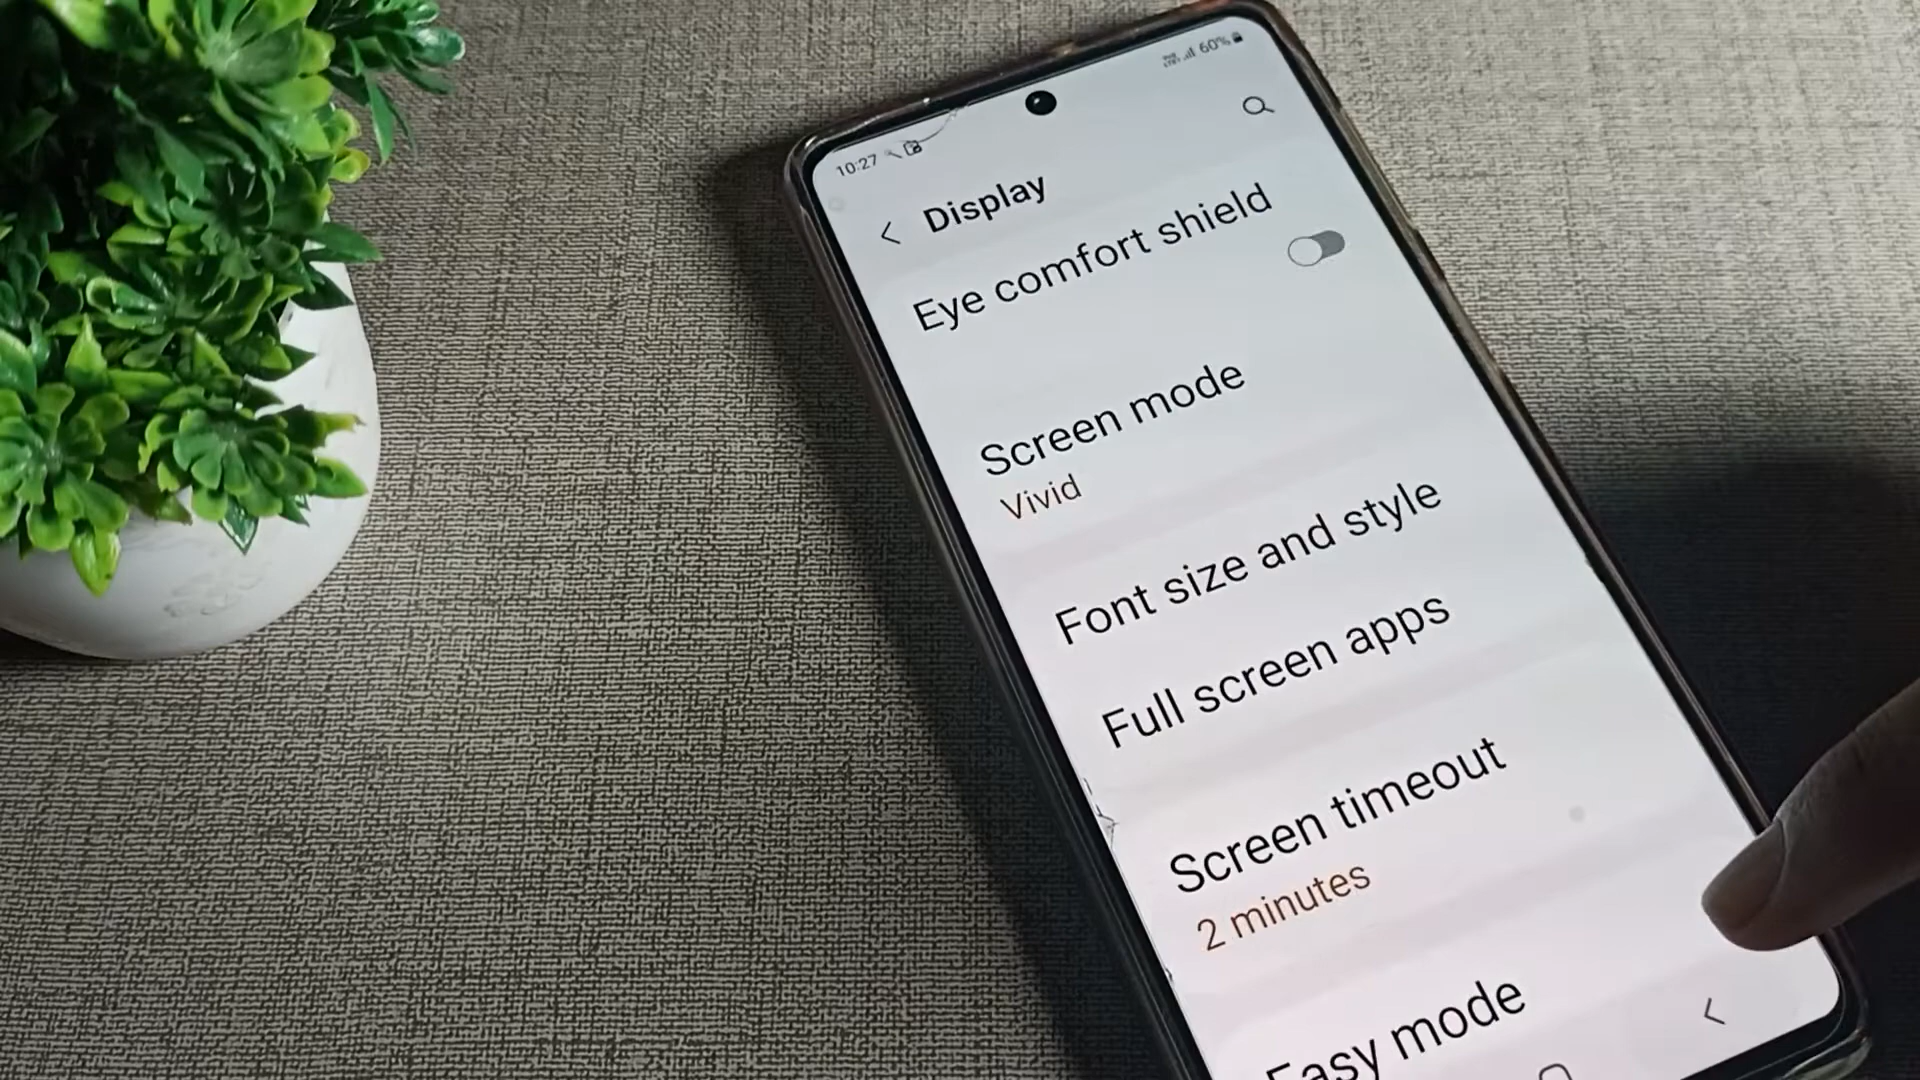 10:27
60%
Display
Eye comfort shield
Screen mode
Vivid
Font size and style
Full screen apps
Screen timeout
2 minutes
Easy mode